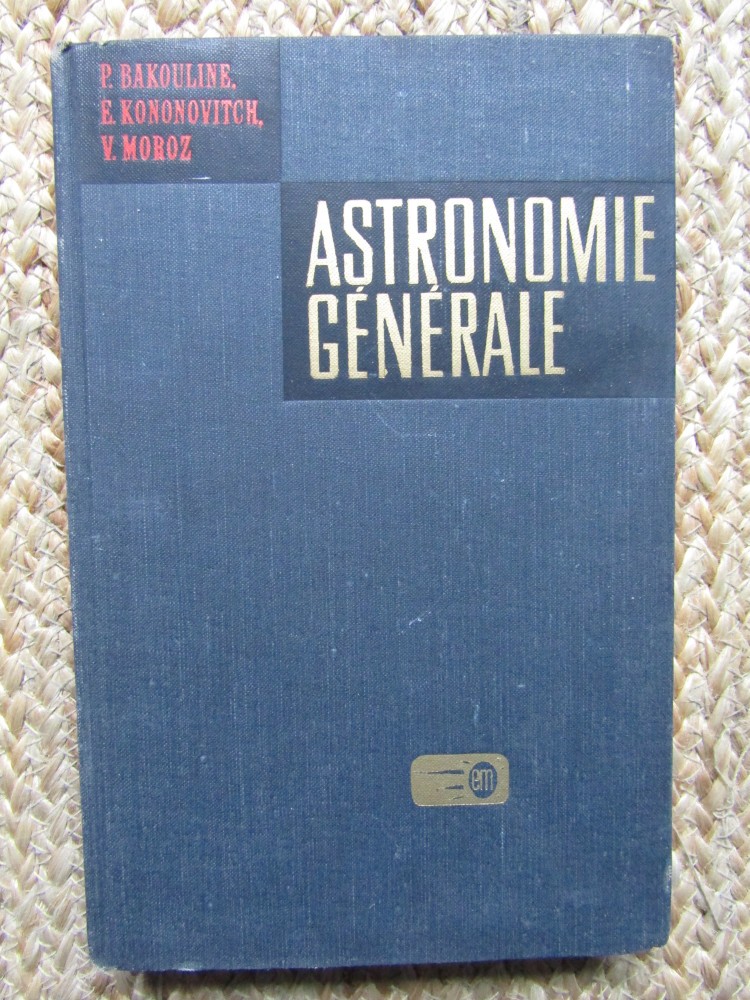 P. BAKOULINE,
E. KONONOVITCH,
V. MOROZ
ASTRONOMIE
GÉNÉRALE
em